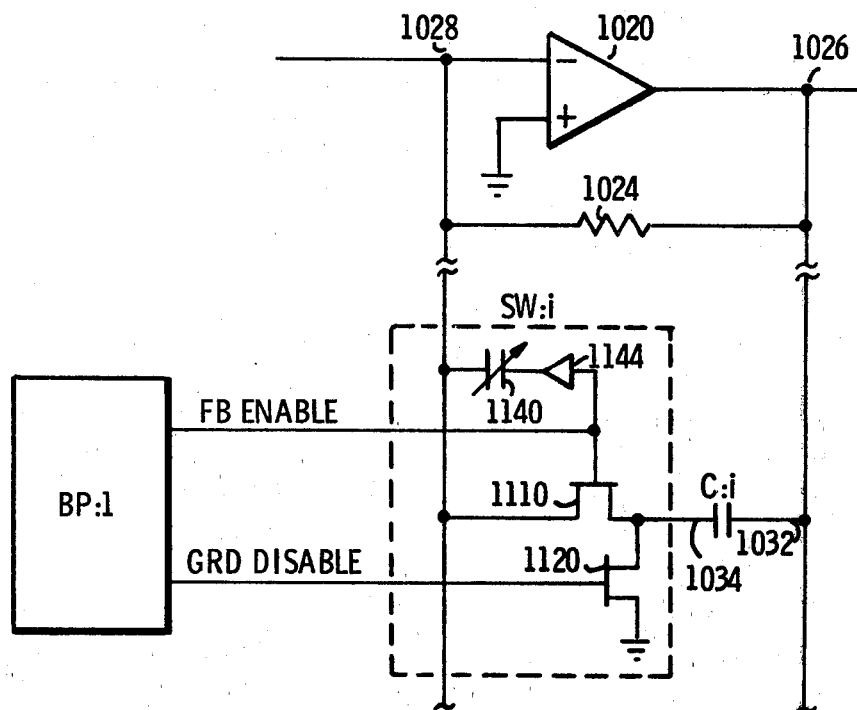 1028
1020
1026
−
+
1024
SW:i
1144
1140
FB ENABLE
BP:1
1110
C:i
GRD DISABLE
1120
1032
1034